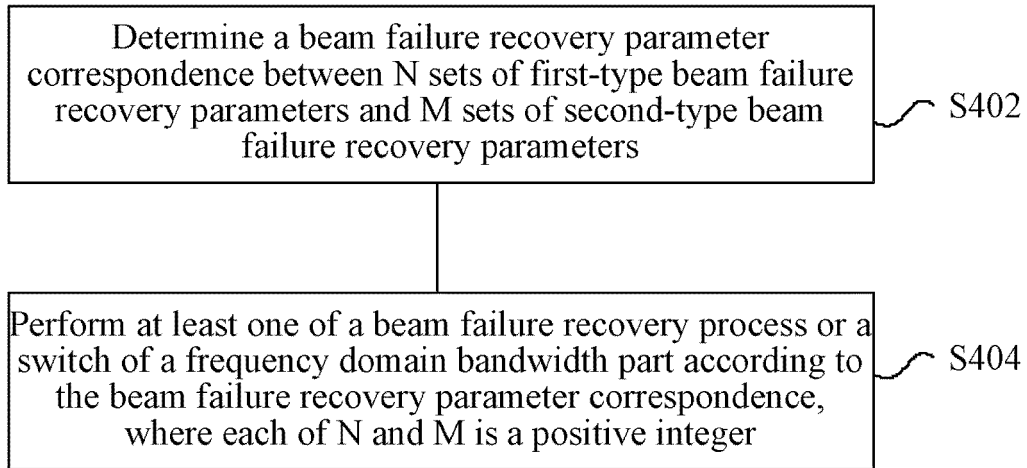 Determine a beam failure recovery parameter
correspondence between N sets of first-type beam failure
recovery parameters and M sets of second-type beam
failure recovery parameters
S402
Perform at least one of a beam failure recovery process or a
switch of a frequency domain bandwidth part according to
the beam failure recovery parameter correspondence,
where each of N and M is a positive integer
S404